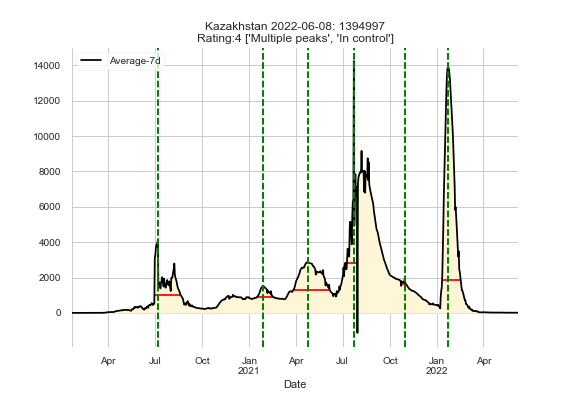 Kazakhstan 2022-06-08: 1394997
Rating:4 ['Multiple peaks', 'In control']
Average-7d
14000
12000
10000
8000
6000
4000
2000
0
Apr Jul Oct Jan Apr Jul Oct Jan Apr
2021 2022
Date